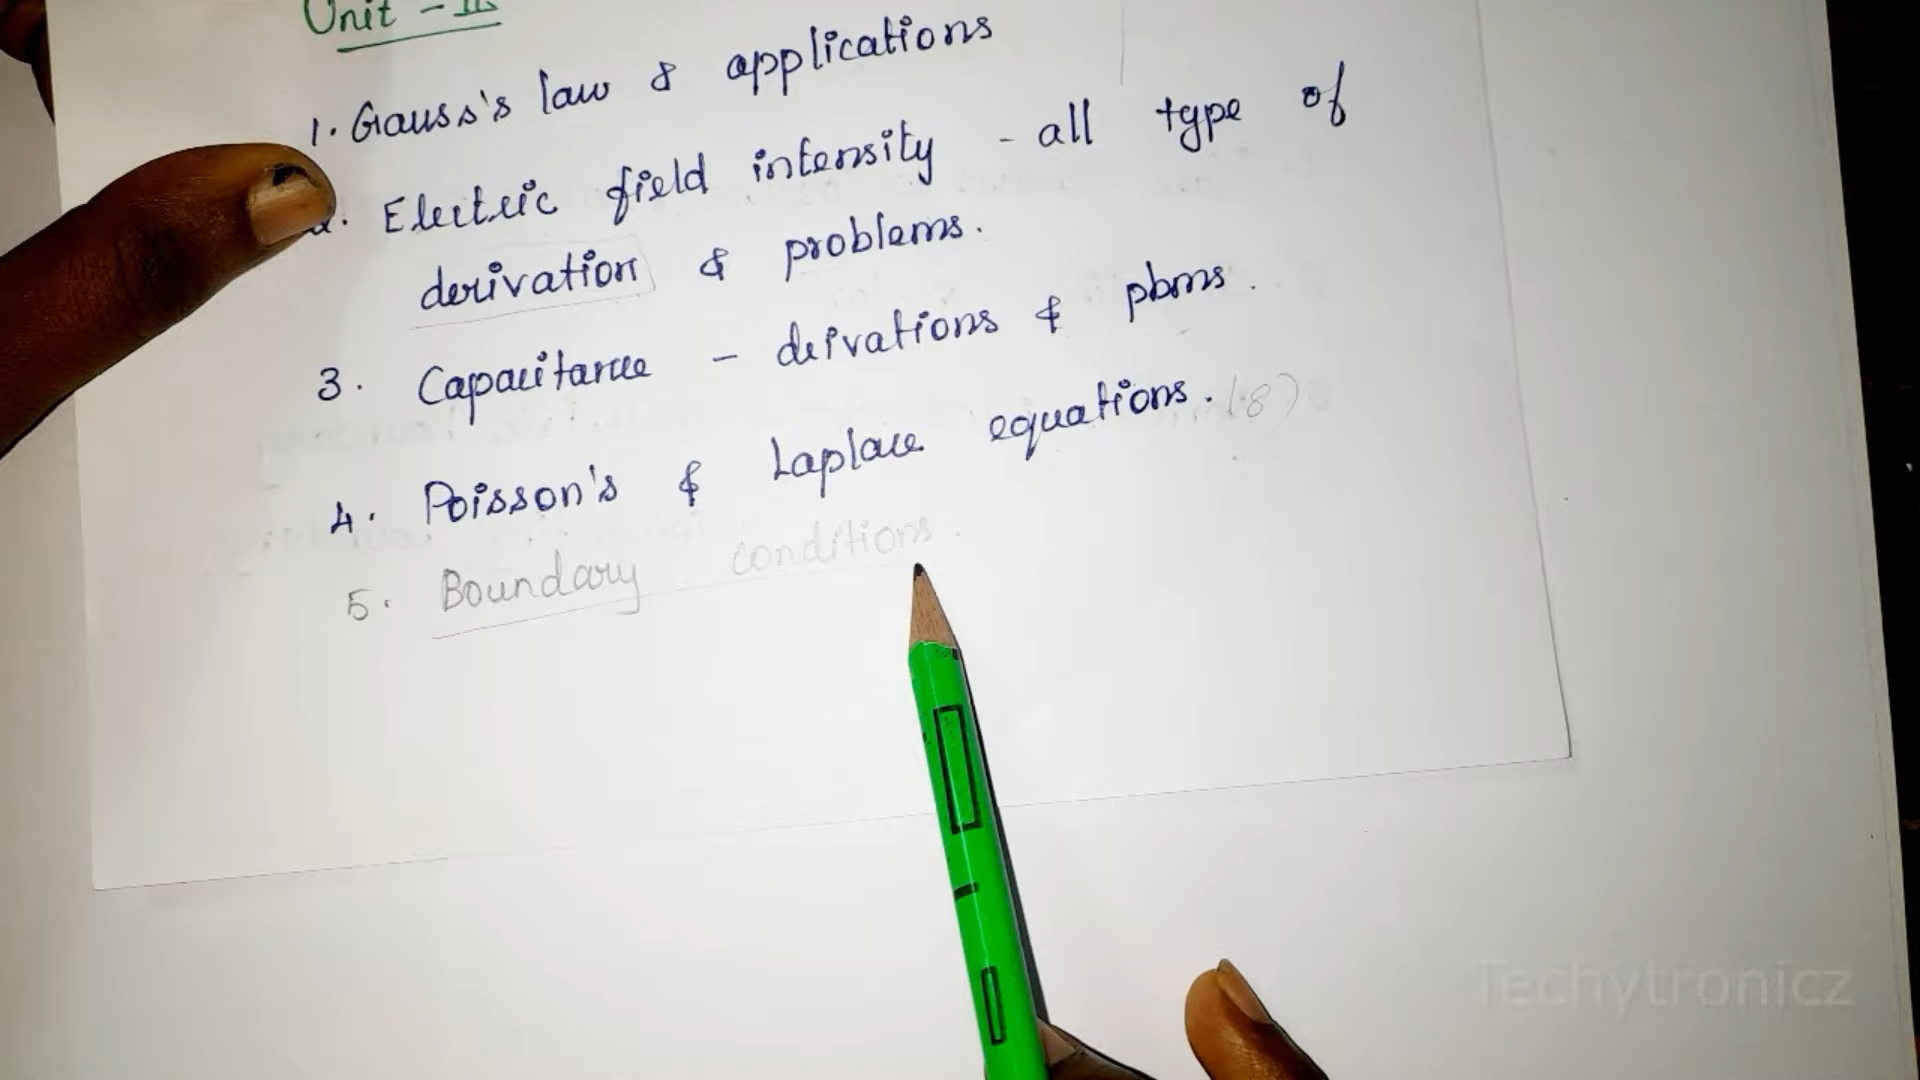 Unit - II
1. Gauss's law & applications
2. Electric field intensity - all type of
derivation & problems.
3. Capacitance - derivations & pbms.
4. Poisson's & Laplace equations. (8)
5. Boundary conditions.
Techytronicz